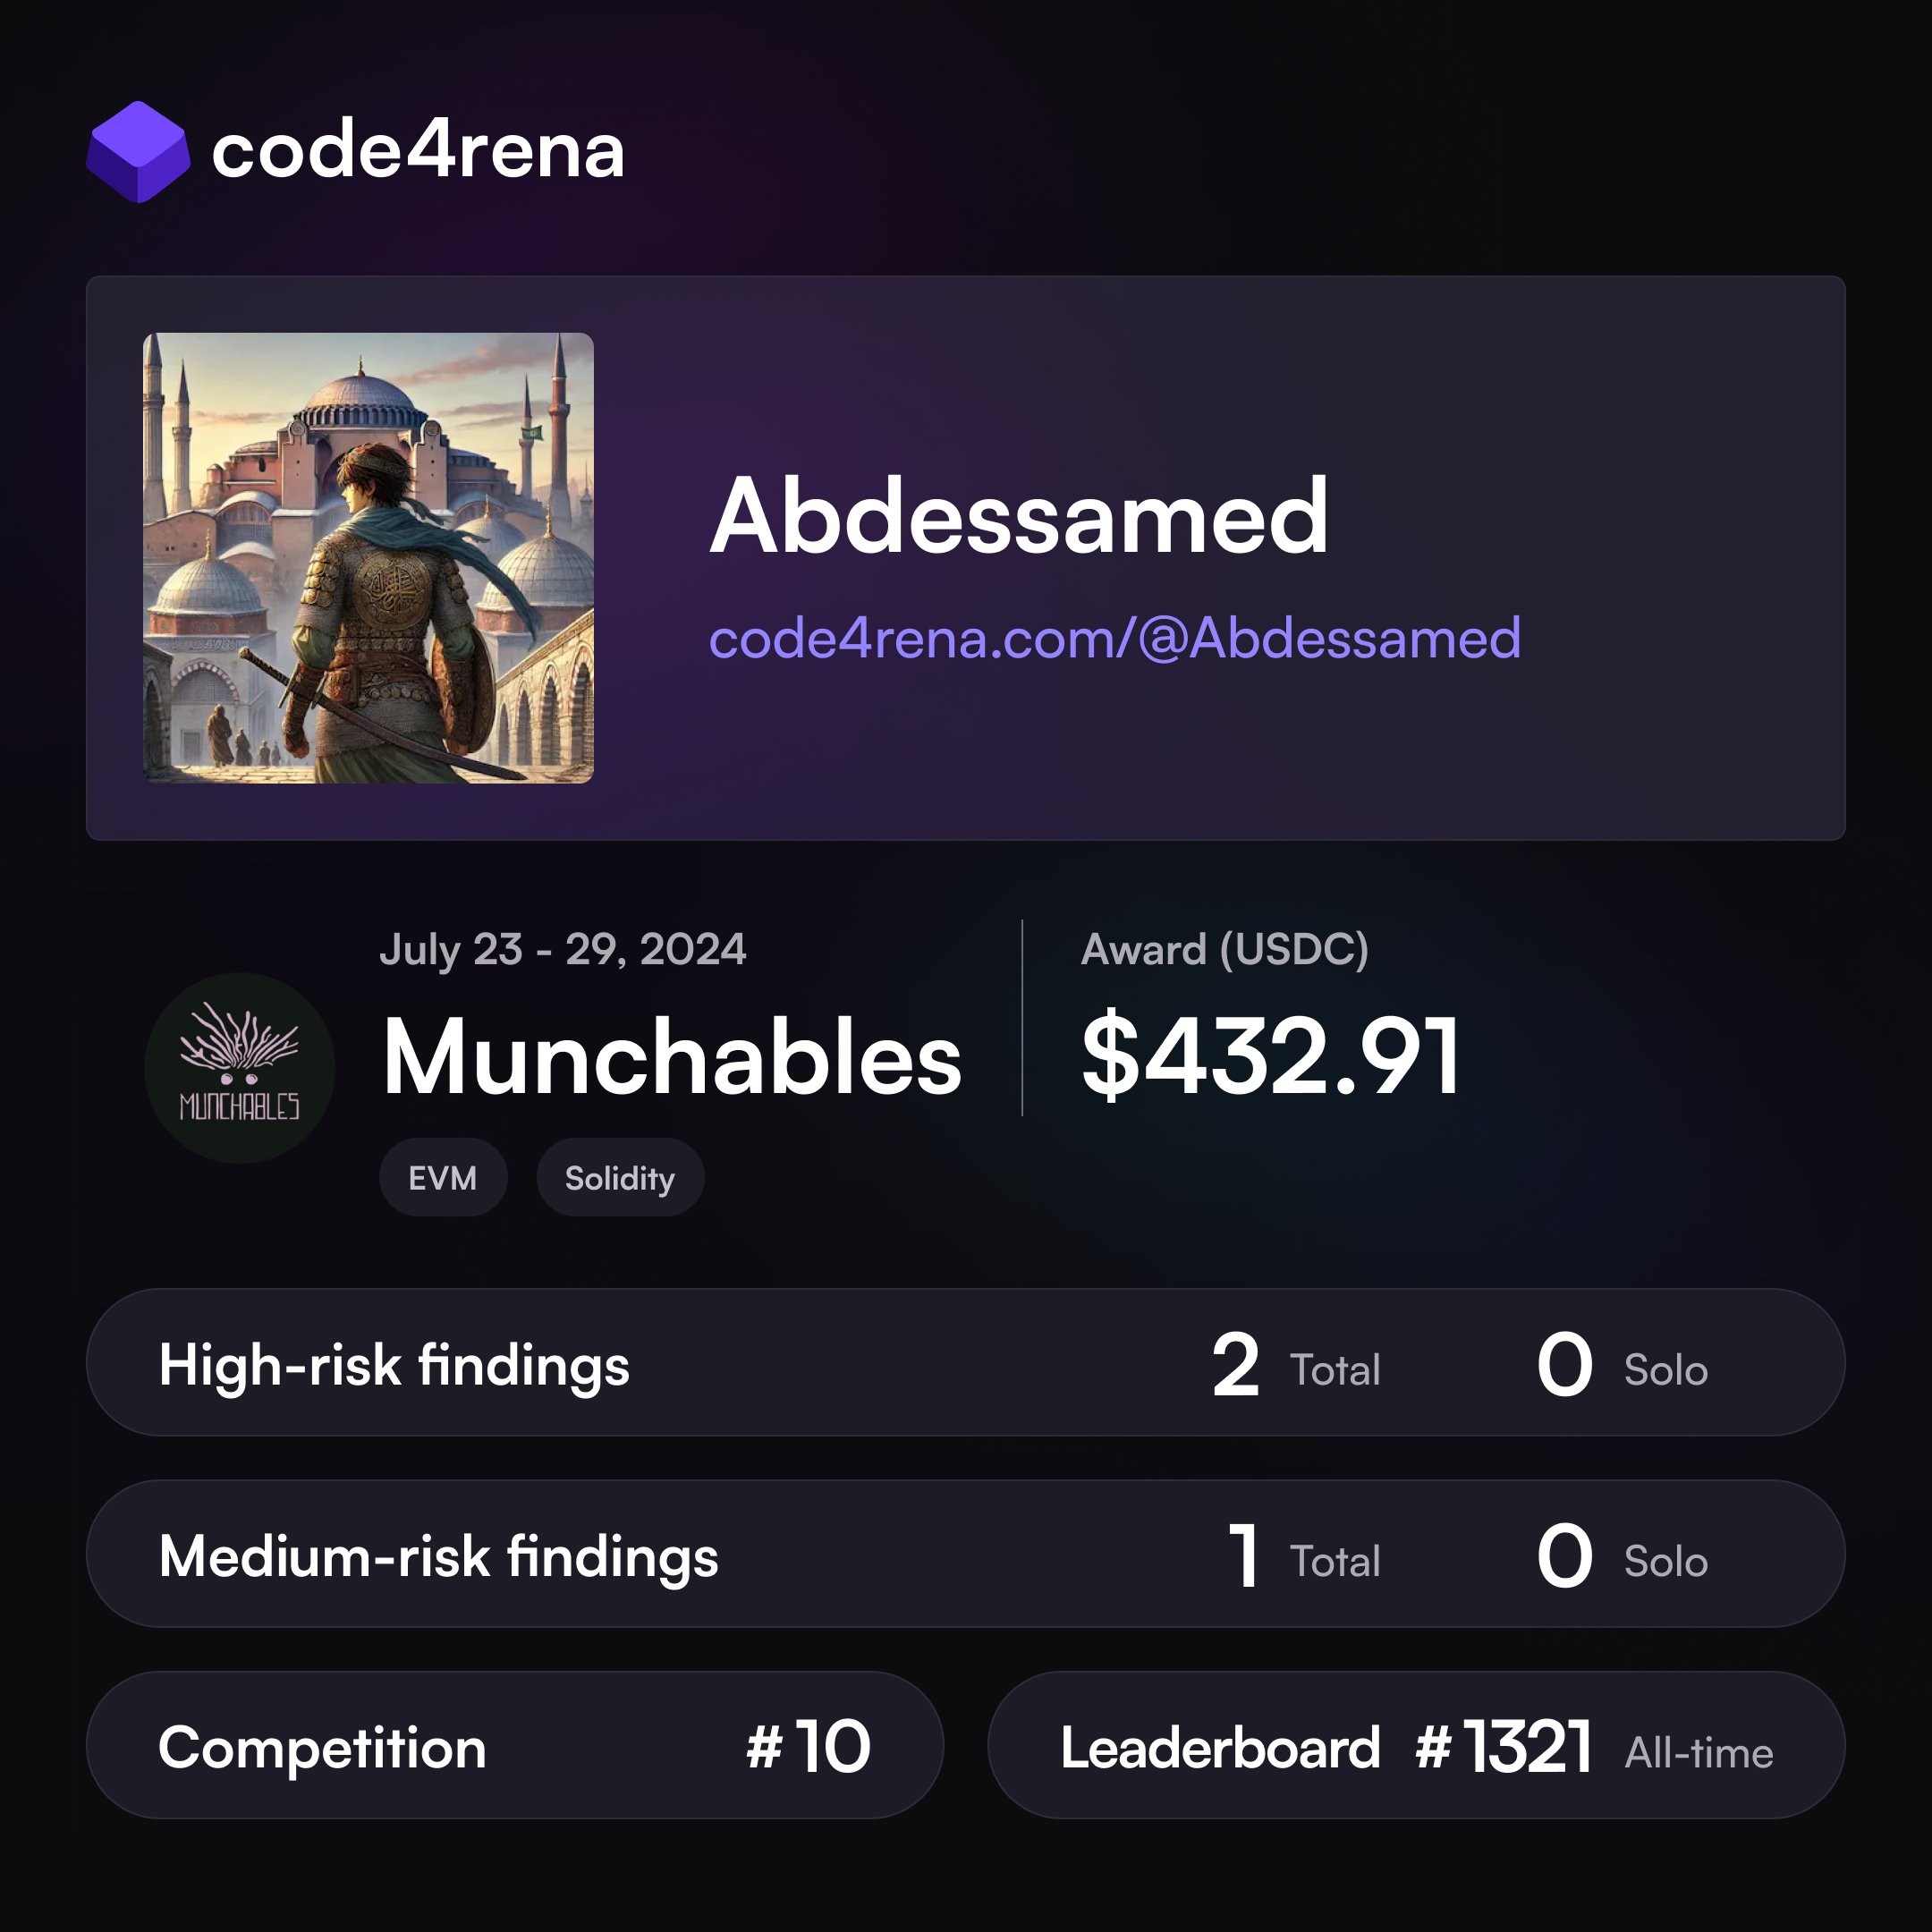 code4rena
Abdessamed
code4rena.com/@Abdessamed
July 23 - 29, 2024
Munchables
EVM Solidity
MUNCHABLES
Award (USDC)
$432.91
High-risk findings 2 Total 0 Solo
Medium-risk findings 1 Total 0 Solo
Competition #10
Leaderboard #1321 All-time